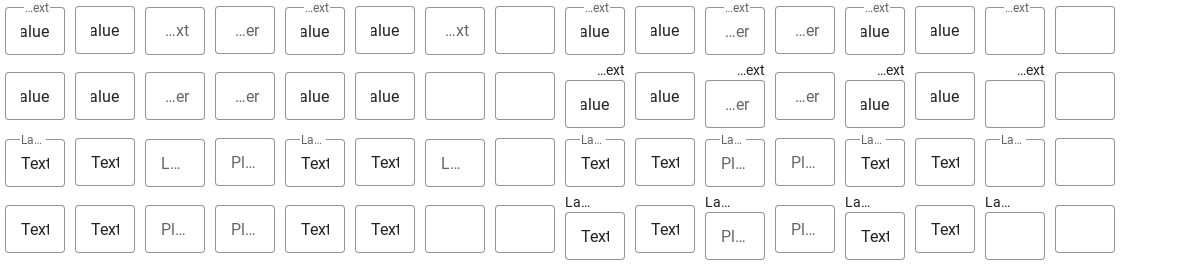 ...ext ...ext ...ext ...ext ...ext ...ext
alue alue ...xt ...er alue alue ...xt alue alue ...er ...er alue alue
...ext ...ext ...ext ...ext
alue alue ...er ...er alue alue alue alue ...er ...er alue alue
La... La... La... La... La... La...
Text Text L... Pl... Text Text L... Text Text Pl... Pl... Text Text
La... La... La... La...
Text Text Pl... Pl... Text Text Text Text Pl... Pl... Text Text